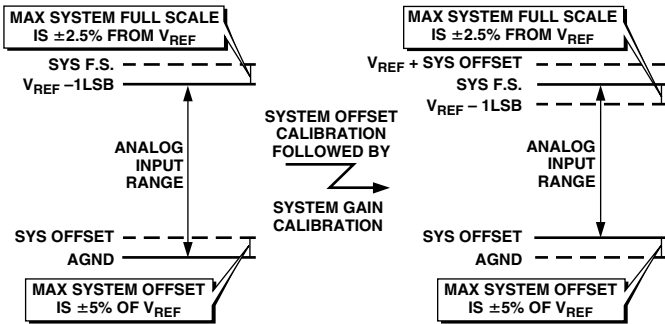 MAX SYSTEM FULL SCALE
IS ±2.5% FROM VREF
SYS F.S.
VREF –1LSB
ANALOG
INPUT
RANGE
SYS OFFSET
AGND
MAX SYSTEM OFFSET
IS ±5% OF VREF
SYSTEM OFFSET
CALIBRATION
FOLLOWED BY
SYSTEM GAIN
CALIBRATION
MAX SYSTEM FULL SCALE
IS ±2.5% FROM VREF
VREF + SYS OFFSET
SYS F.S.
VREF – 1LSB
ANALOG
INPUT
RANGE
SYS OFFSET
AGND
MAX SYSTEM OFFSET
IS ±5% OF VREF